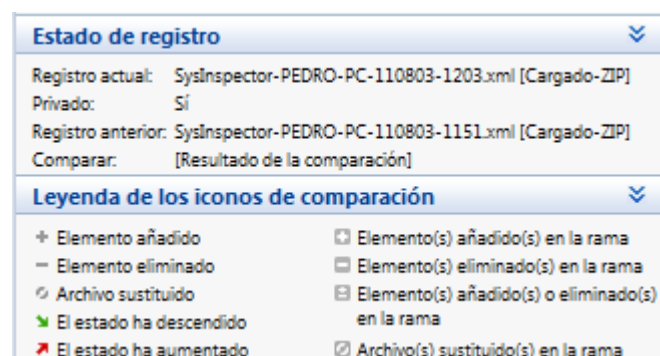 Estado de registro
Registro actual: SysInspector-PEDRO-PC-110803-1203.xml [Cargado-ZIP]
Privado: Sí
Registro anterior: SysInspector-PEDRO-PC-110803-1151.xml [Cargado-ZIP]
Comparar: [Resultado de la comparación]
Leyenda de los iconos de comparación
Elemento añadido
Elemento eliminado
Archivo sustituido
El estado ha descendido
El estado ha aumentado
Elemento(s) añadido(s) en la rama
Elemento(s) eliminado(s) en la rama
Elemento(s) añadido(s) o eliminado(s)
en la rama
Archivo(s) sustituido(s) en la rama